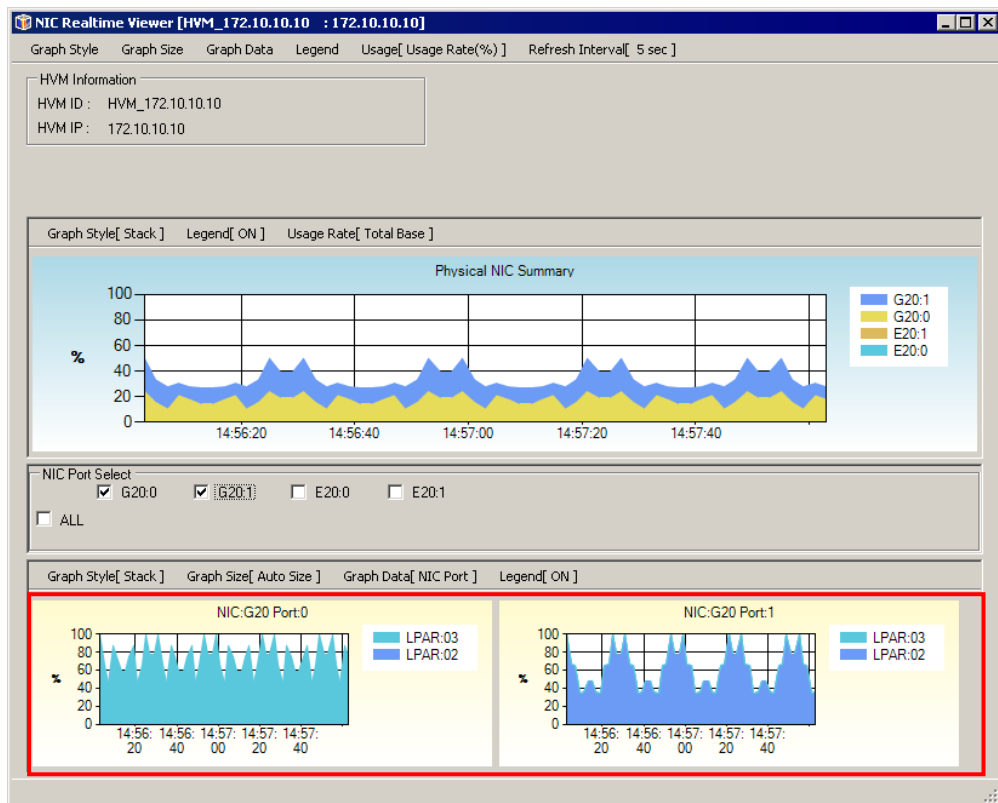 NIC Realtime Viewer [HVM_172.10.10.10   : 172.10.10.10]
Graph Style Graph Size Graph Data Legend Usage[ Usage Rate(%) ] Refresh Interval[ 5 sec ]
HVM Information
HVM ID : HVM_172.10.10.10
HVM IP : 172.10.10.10
Graph Style[ Stack ] Legend[ ON ] Usage Rate[ Total Base ]
Physical NIC Summary
%
100
80
60
40
20
0
14:56:20 14:56:40 14:57:00 14:57:20 14:57:40
G20:1
G20:0
E20:1
E20:0
NIC Port Select
G20:0 G20:1 E20:0 E20:1
ALL
Graph Style[ Stack ] Graph Size[ Auto Size ] Graph Data[ NIC Port ] Legend[ ON ]
NIC:G20 Port:0
%
100
80
60
40
20
0
14:56: 14:56: 14:57: 14:57: 14:57:
20 40 00 20 40
LPAR:03
LPAR:02
NIC:G20 Port:1
%
100
80
60
40
20
0
14:56: 14:56: 14:57: 14:57: 14:57:
20 40 00 20 40
LPAR:03
LPAR:02